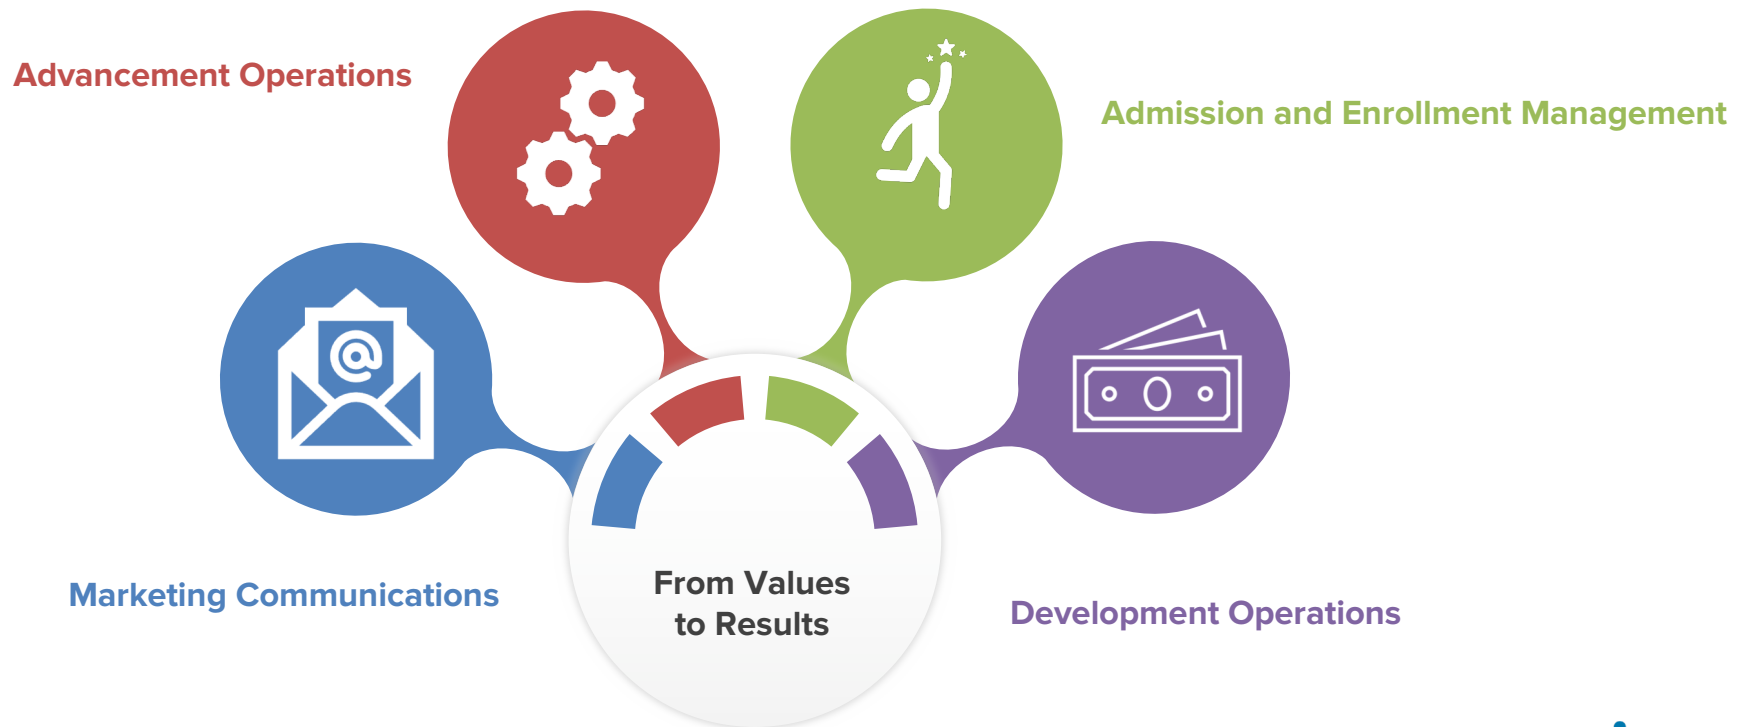 Advancement Operations
Admission and Enrollment Management
@
Marketing Communications
From Values
to Results
Development Operations